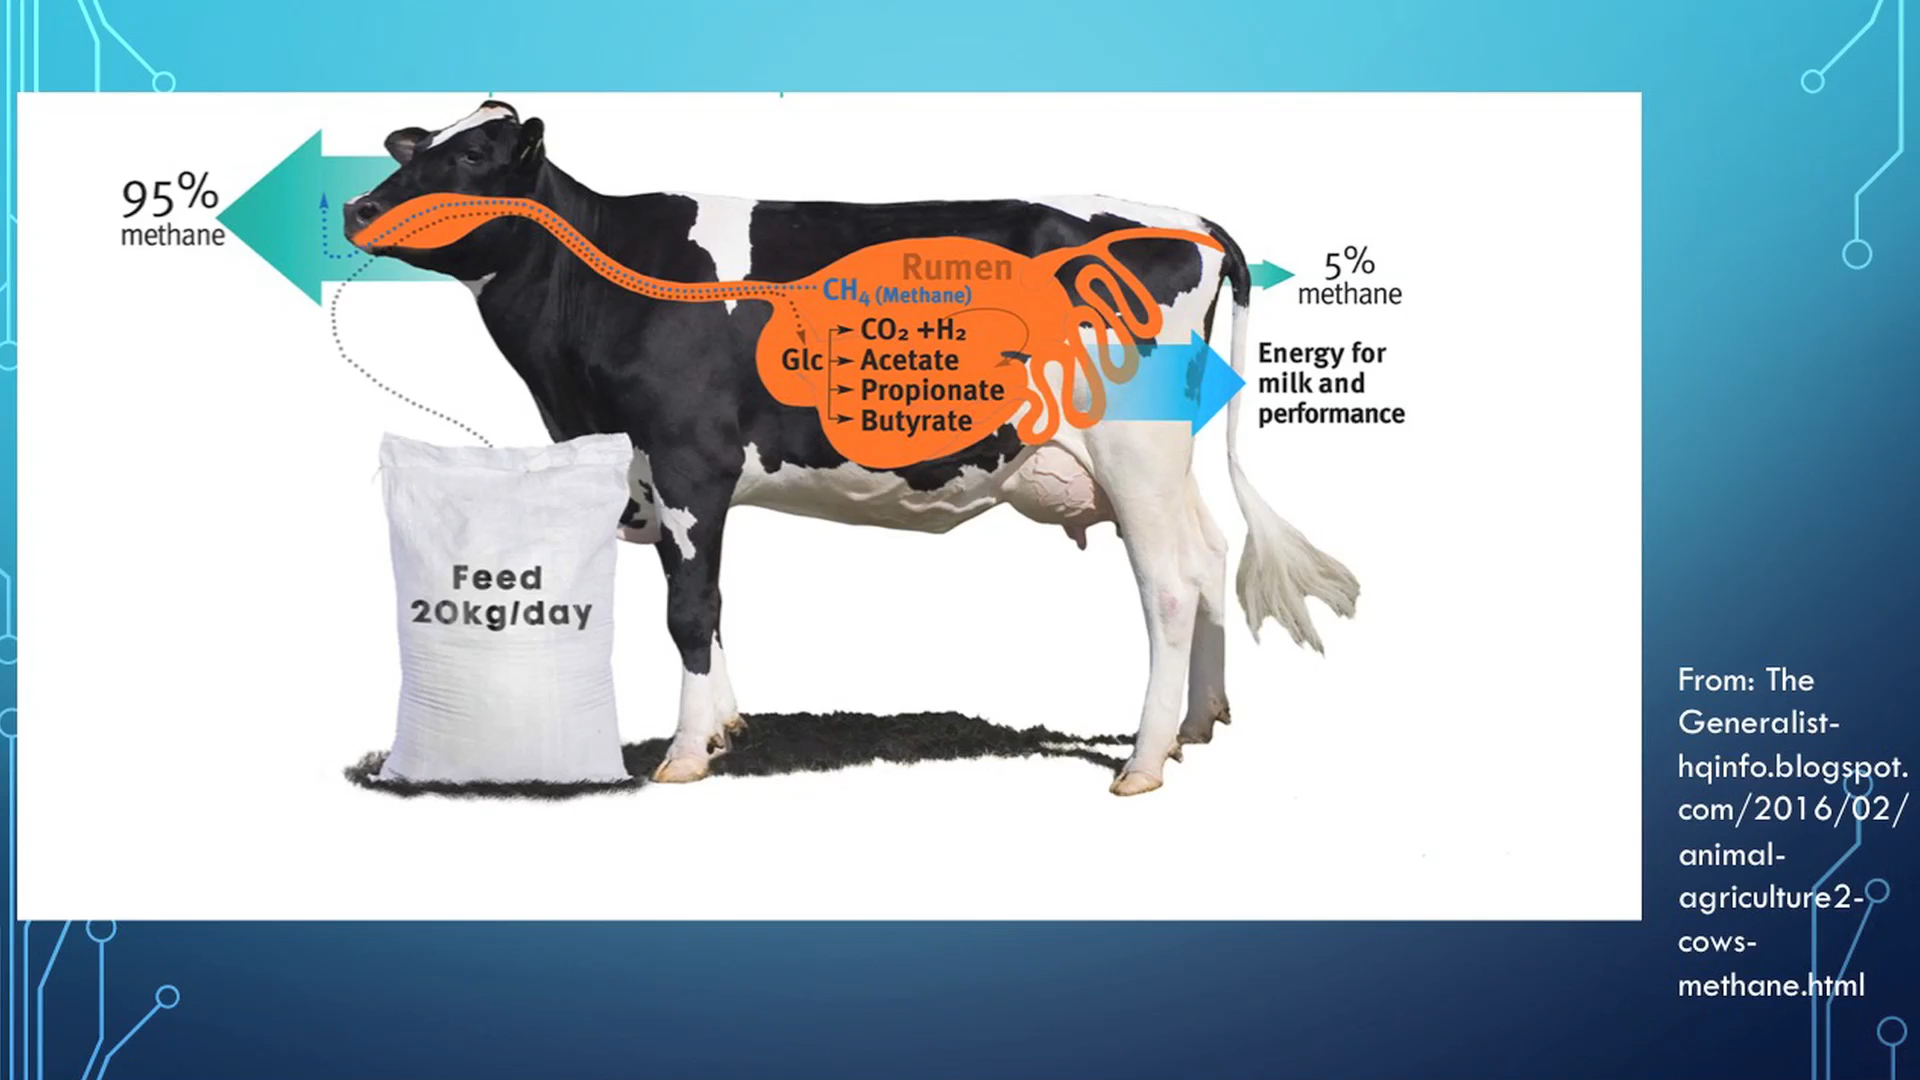 95%
methane
Rumen
CH₄ (Methane)
CO₂ +H₂
Glc
Acetate
Propionate
Butyrate
5%
methane
Energy for
milk and
performance
Feed
20kg/day
From: The
Generalist-
hqinfo.blogspot.
com/2016/02/
animal-
agriculture2-
cows-
methane.html